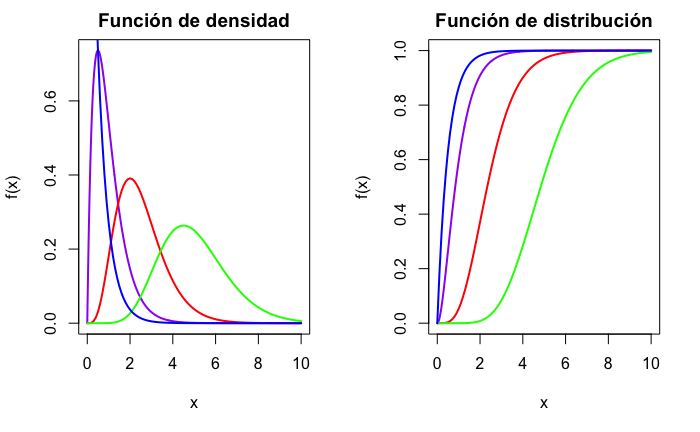 Función de densidad
f(x)
0.0 0.2 0.4 0.6
0 2 4 6 8 10
x
Función de distribución
f(x)
0.0 0.2 0.4 0.6 0.8 1.0
0 2 4 6 8 10
x